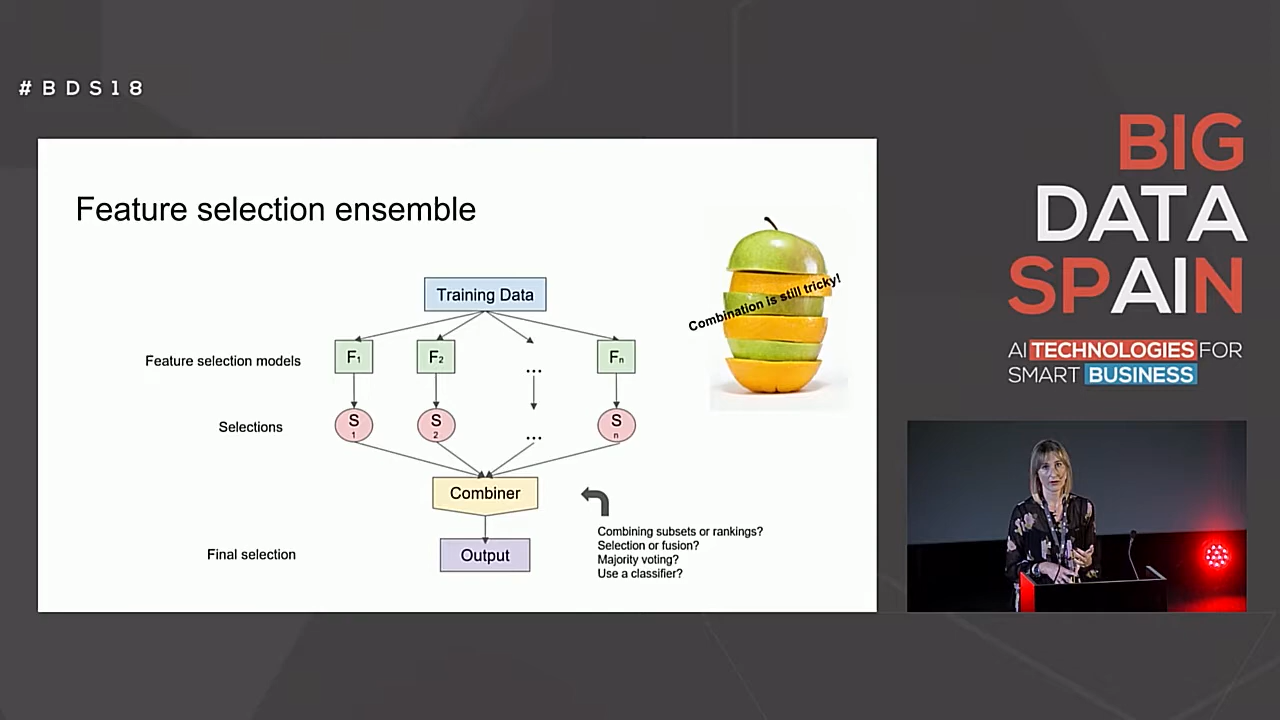 #BDS18
BIG
DATA
SPAIN
AI TECHNOLOGIES FOR
SMART BUSINESS
Feature selection ensemble
Combination is still tricky!
Training Data
Feature selection models
F1
F2
...
Fn
Selections
S1
S2
...
Sn
Combiner
Combining subsets or rankings?
Selection or fusion?
Majority voting?
Use a classifier?
Final selection
Output